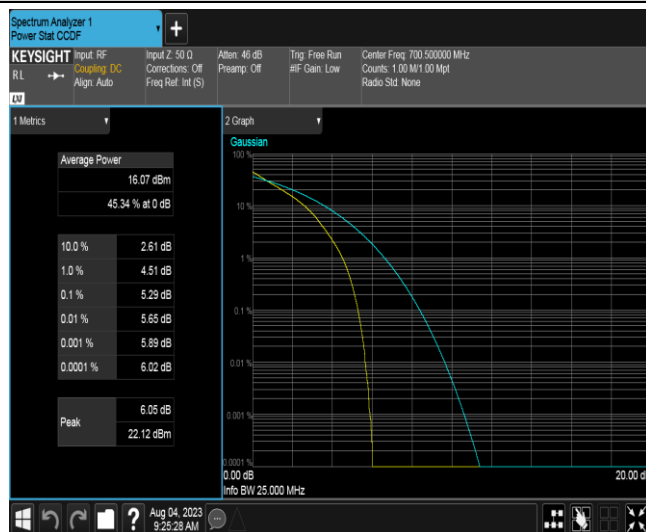 Spectrum Analyzer 1
Power Stat CCDF
KEYSIGHT
RL
LXI
Input: RF
Coupling: DC
Align: Auto
Input Z: 50 Ω
Corrections: Off
Freq Ref: Int (S)
Atten: 46 dB
Preamp: Off
Trig: Free Run
#IF Gain: Low
Center Freq: 700.500000 MHz
Counts: 1.00 M/1.00 Mpt
Radio Std: None
1 Metrics
Average Power
16.07 dBm
45.34 % at 0 dB
10.0 % 2.61 dB
1.0 % 4.51 dB
0.1 % 5.29 dB
0.01 % 5.65 dB
0.001 % 5.89 dB
0.0001 % 6.02 dB
Peak
6.05 dB
22.12 dBm
2 Graph
Gaussian
100 %
10 %
1 %
0.1 %
0.01 %
0.001 %
0.0001 %
0.00 dB
20.00 d
Info BW 25.000 MHz
Aug 04, 2023
9:25:28 AM